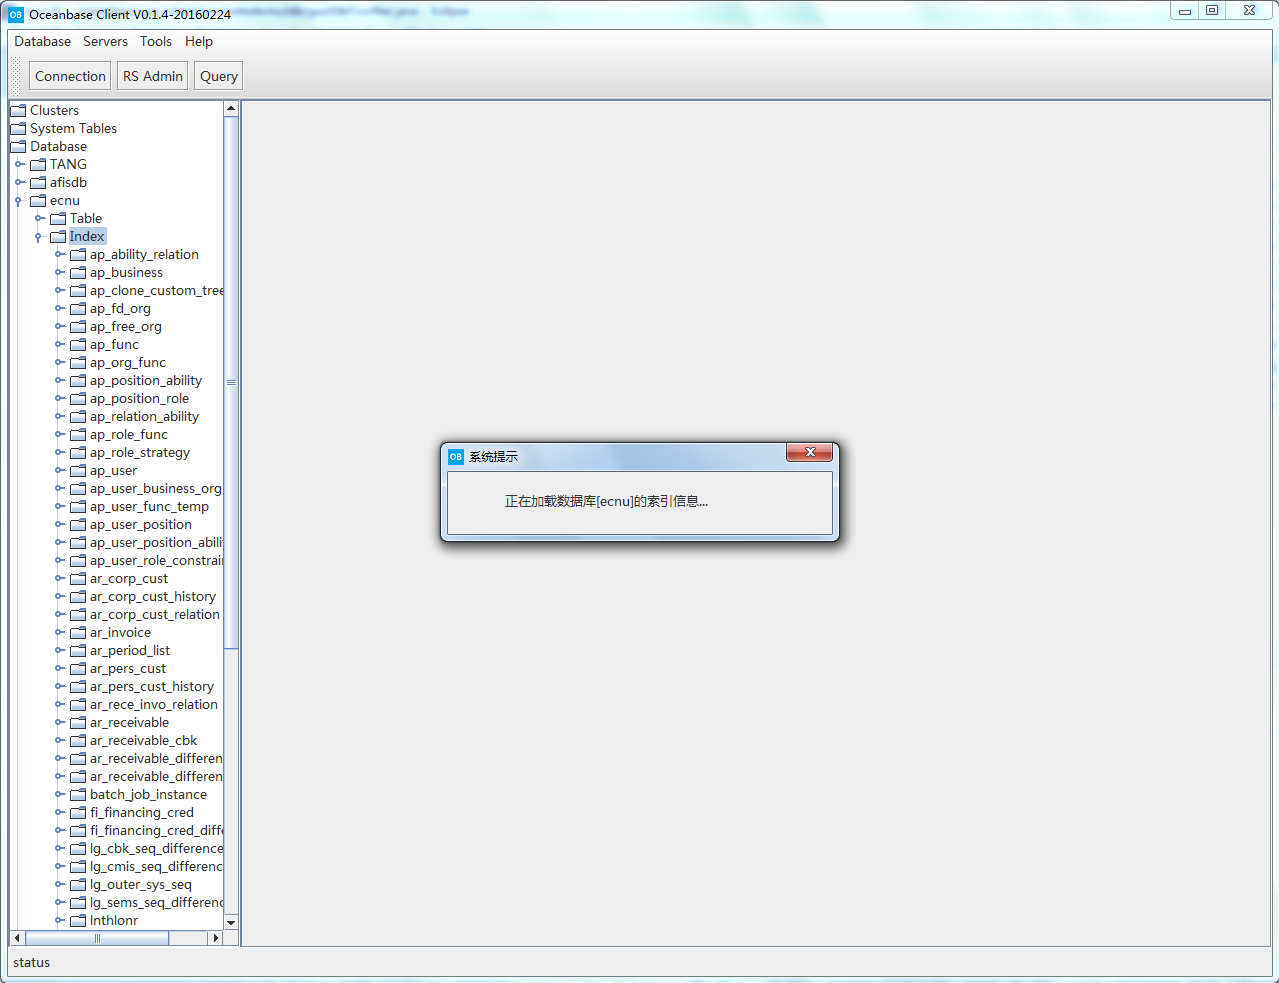 OB Oceanbase Client V0.1.4-20160224
Database Servers Tools Help
Connection RS Admin Query
Clusters
System Tables
Database
TANG
afisdb
ecnu
Table
Index
ap_ability_relation
ap_business
ap_clone_custom_tree
ap_fd_org
ap_free_org
ap_func
ap_org_func
ap_position_ability
ap_position_role
ap_relation_ability
ap_role_func
ap_role_strategy
ap_user
ap_user_business_org
ap_user_func_temp
ap_user_position
ap_user_position_abili
ap_user_role_constrai
ar_corp_cust
ar_corp_cust_history
ar_corp_cust_relation
ar_invoice
ar_period_list
ar_pers_cust
ar_pers_cust_history
ar_rece_invo_relation
ar_receivable
ar_receivable_cbk
ar_receivable_differen
ar_receivable_differen
batch_job_instance
fi_financing_cred
fi_financing_cred_diffe
lg_cbk_seq_difference
lg_cmis_seq_differenc
lg_outer_sys_seq
lg_sems_seq_differenc
lnthlonr
OB 系统提示
正在加载数据库[ecnu]的索引信息...
status